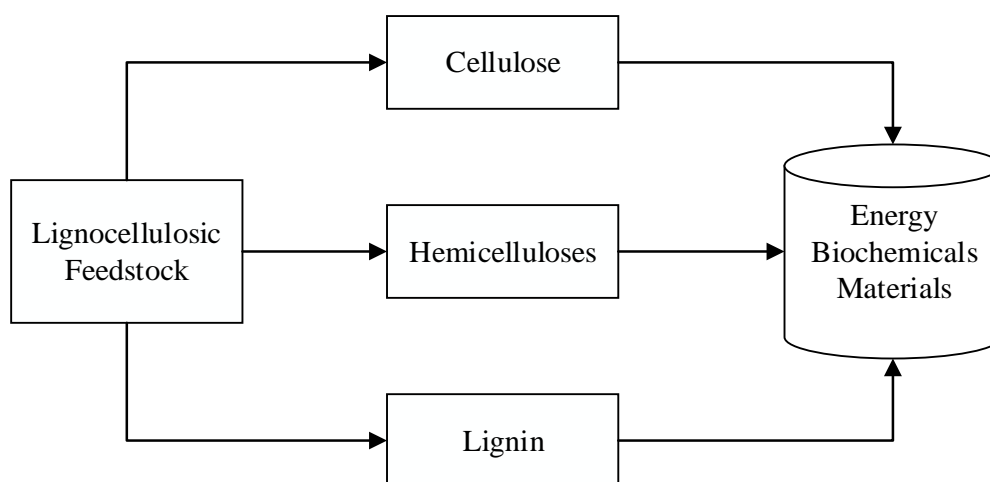 Cellulose
Lignocellulosic
Feedstock
Hemicelluloses
Energy
Biochemicals
Materials
Lignin